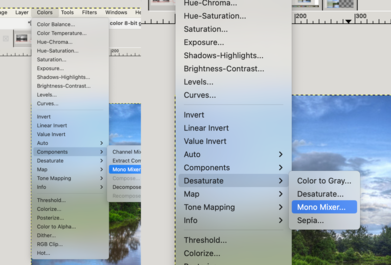 age Layer Colors Tools Filters Windows H
Color Balance...
color 8-bit g
Color Temperature...
Hue-Chroma...
Hue-Saturation...
Saturation...
Exposure...
Shadows-Highlights...
Brightness-Contrast...
Levels...
Curves...
Invert
Linear Invert
Value Invert
Auto
Components
Desaturate
Map
Tone Mapping
Info
Threshold...
Colorize...
Posterize...
Color to Alpha...
Dither...
RGB Clip...
Hot...
Channel Mix
Extract Com
Mono Mixer
Decompose
Hue-Chroma...
Hue-Saturation...
Saturation...
Exposure...
Shadows-Highlights...
Brightness-Contrast...
Levels...
Curves...
Invert
Linear Invert
Value Invert
Auto
Components
Desaturate
Map
Tone Mapping
Info
Threshold...
Colorize...
Color to Gray...
Desaturate...
Mono Mixer...
Sepia...
200
300